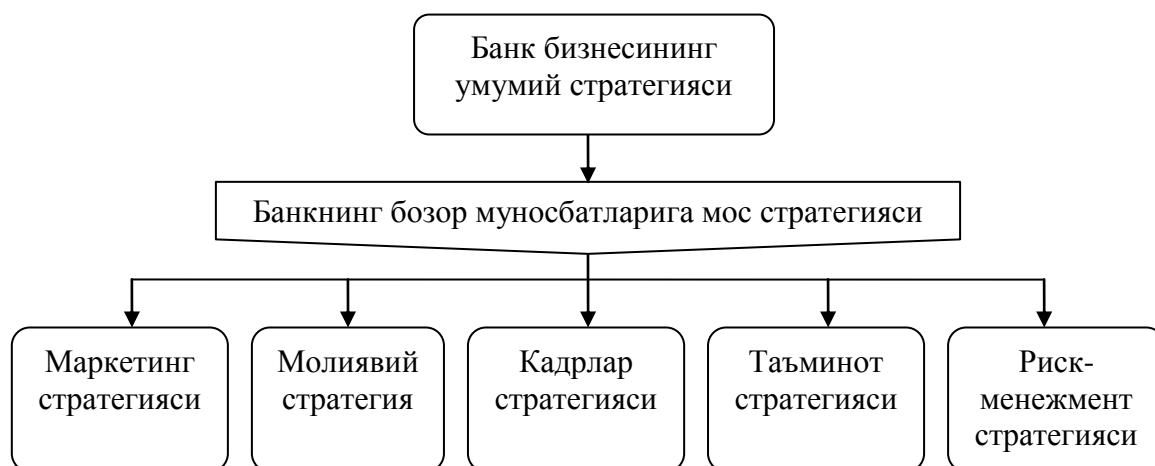 Банк бизнесининг
умумий стратегияси
Банкнинг бозор муносбатларига мос стратегияси
Маркетинг
стратегияси
Молиявий
стратегия
Кадрлар
стратегияси
Таъминот
стратегияси
Риск-
менежмент
стратегияси